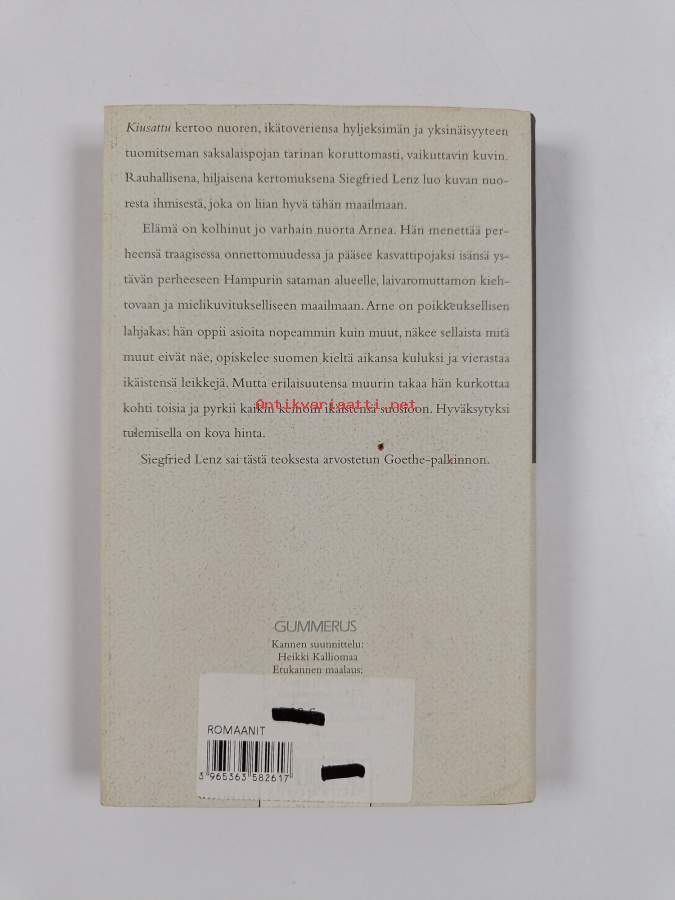 Kiusattu kertoo nuoren, ikätoveriensa hyljeksimän ja yksinäisyyteen
tuomitseman saksalaispojan tarinan koruttomasti, vaikuttavin kuvin.
Rauhallisena, hiljaisena kertomuksena Siegfried Lenz luo kuvan nuo-
resta ihmisestä, joka on liian hyvä tähän maailmaan.
Elämä on kolhinut jo varhain nuorta Arnea. Hän menettää per-
heensä traagisessa onnettomuudessa ja pääsee kasvattipojaksi isänsä ys-
tävän perheeseen Hampurin sataman alueelle, laivaromuttamon kieh-
tovaan ja mielikuvitukselliseen maailmaan. Arne on poikkeuksellisen
lahjakas: hän oppii asioita nopeammin kuin muut, näkee sellaista mitä
muut eivät näe, opiskelee suomen kieltä aikansa kuluksi ja vierastaa
ikäistensä leikkejä. Mutta erilaisuutensa muurin takaa hän kurkottaa
kohti toisia ja pyrkii kaikin keinoin ikäistensä suosioon. Hyväksytyksi
Antikvariaatti.net
tulemisella on kova hinta.
Siegfried Lenz sai tästä teoksesta arvostetun Goethe-palkinnon.
GUMMERUS
Kannen suunnittelu:
Heikki Kalliomaa
Etukannen maalaus:
ROMAANIT
3 965363 582617